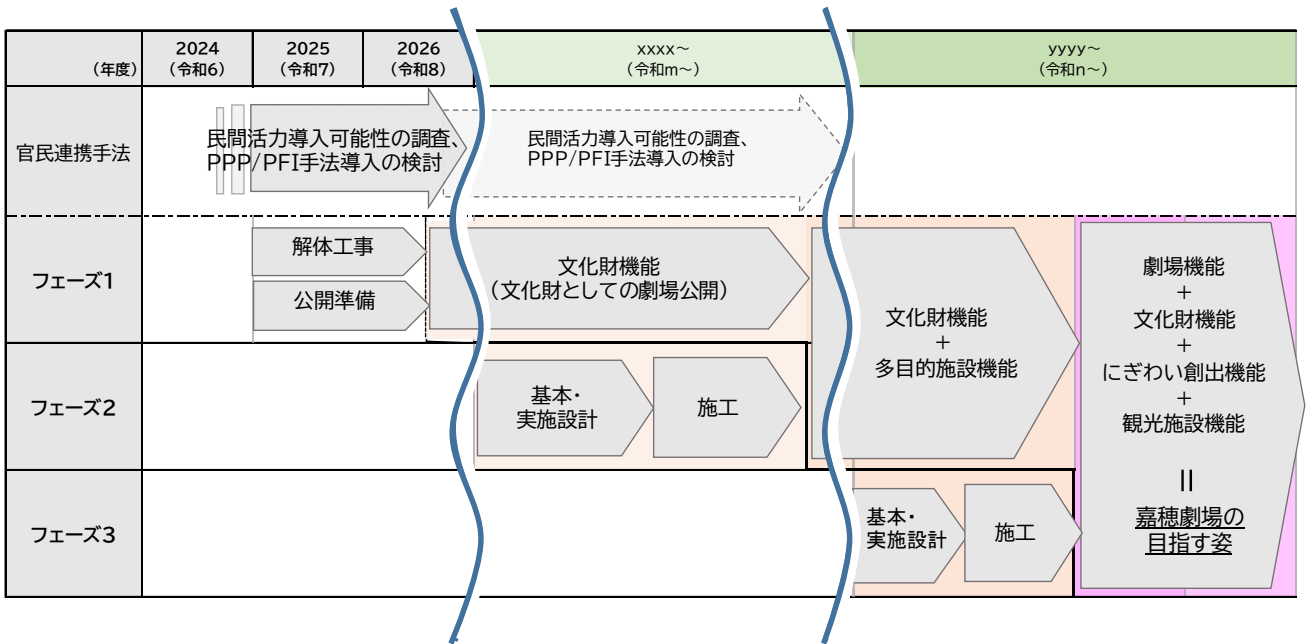 (年度)
2024
(令和6)
2025
(令和7)
2026
(令和8)
xxxx～
(令和m～)
yyyy～
(令和n～)
官民連携手法
民間活力導入可能性の調査、
PPP/PFI手法導入の検討
民間活力導入可能性の調査、
PPP/PFI手法導入の検討
フェーズ1
解体工事
公開準備
文化財機能
(文化財としての劇場公開)
文化財機能
+
多目的施設機能
劇場機能
+
文化財機能
+
にぎわい創出機能
+
観光施設機能
||
嘉穂劇場の
目指す姿
フェーズ2
基本・
実施設計
施工
フェーズ3
基本・
実施設計
施工